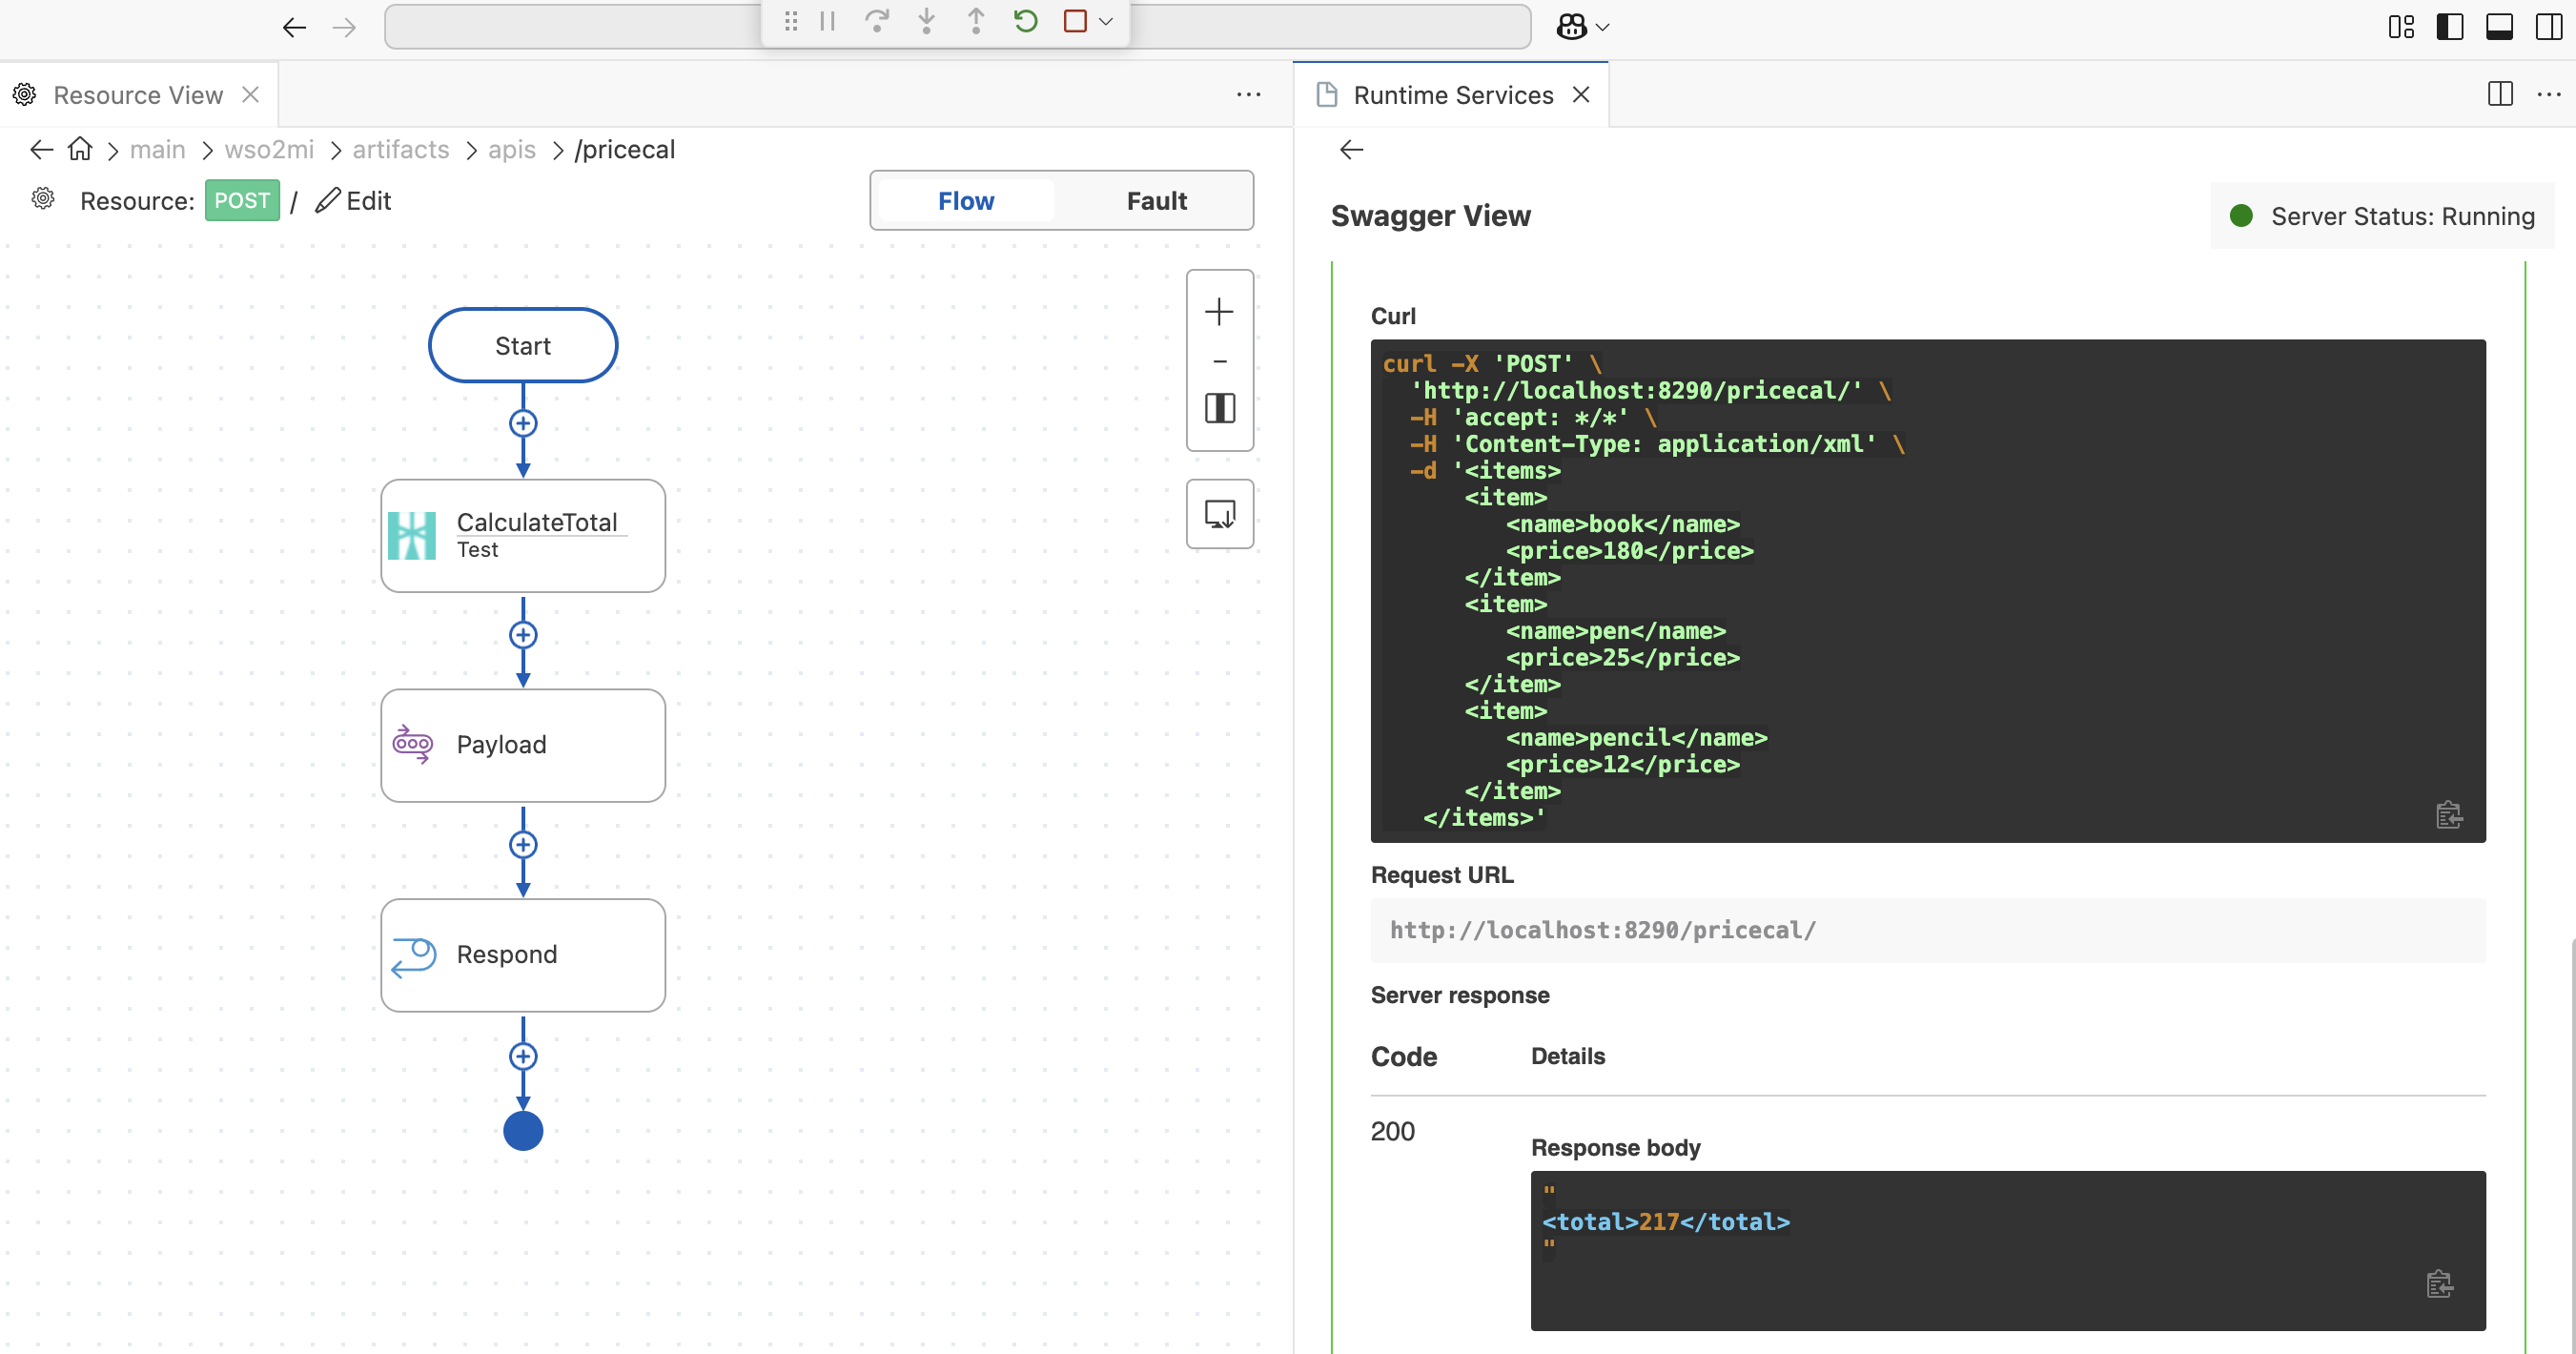 Resource View
Runtime Services
main wso2mi artifacts apis /pricecal
Resource: POST / Edit
Flow Fault
Start
CalculateTotal
Test
Payload
Respond
Swagger View
Server Status: Running
Curl
curl -X 'POST' \
'http://localhost:8290/pricecal/' \
-H 'accept: */*' \
-H 'Content-Type: application/xml' \
-d '<items>
<item>
<name>book</name>
<price>180</price>
</item>
<item>
<name>pen</name>
<price>25</price>
</item>
<item>
<name>pencil</name>
<price>12</price>
</item>
</items>'
Request URL
http://localhost:8290/pricecal/
Server response
Code Details
200
Response body
"
<total>217</total>
"